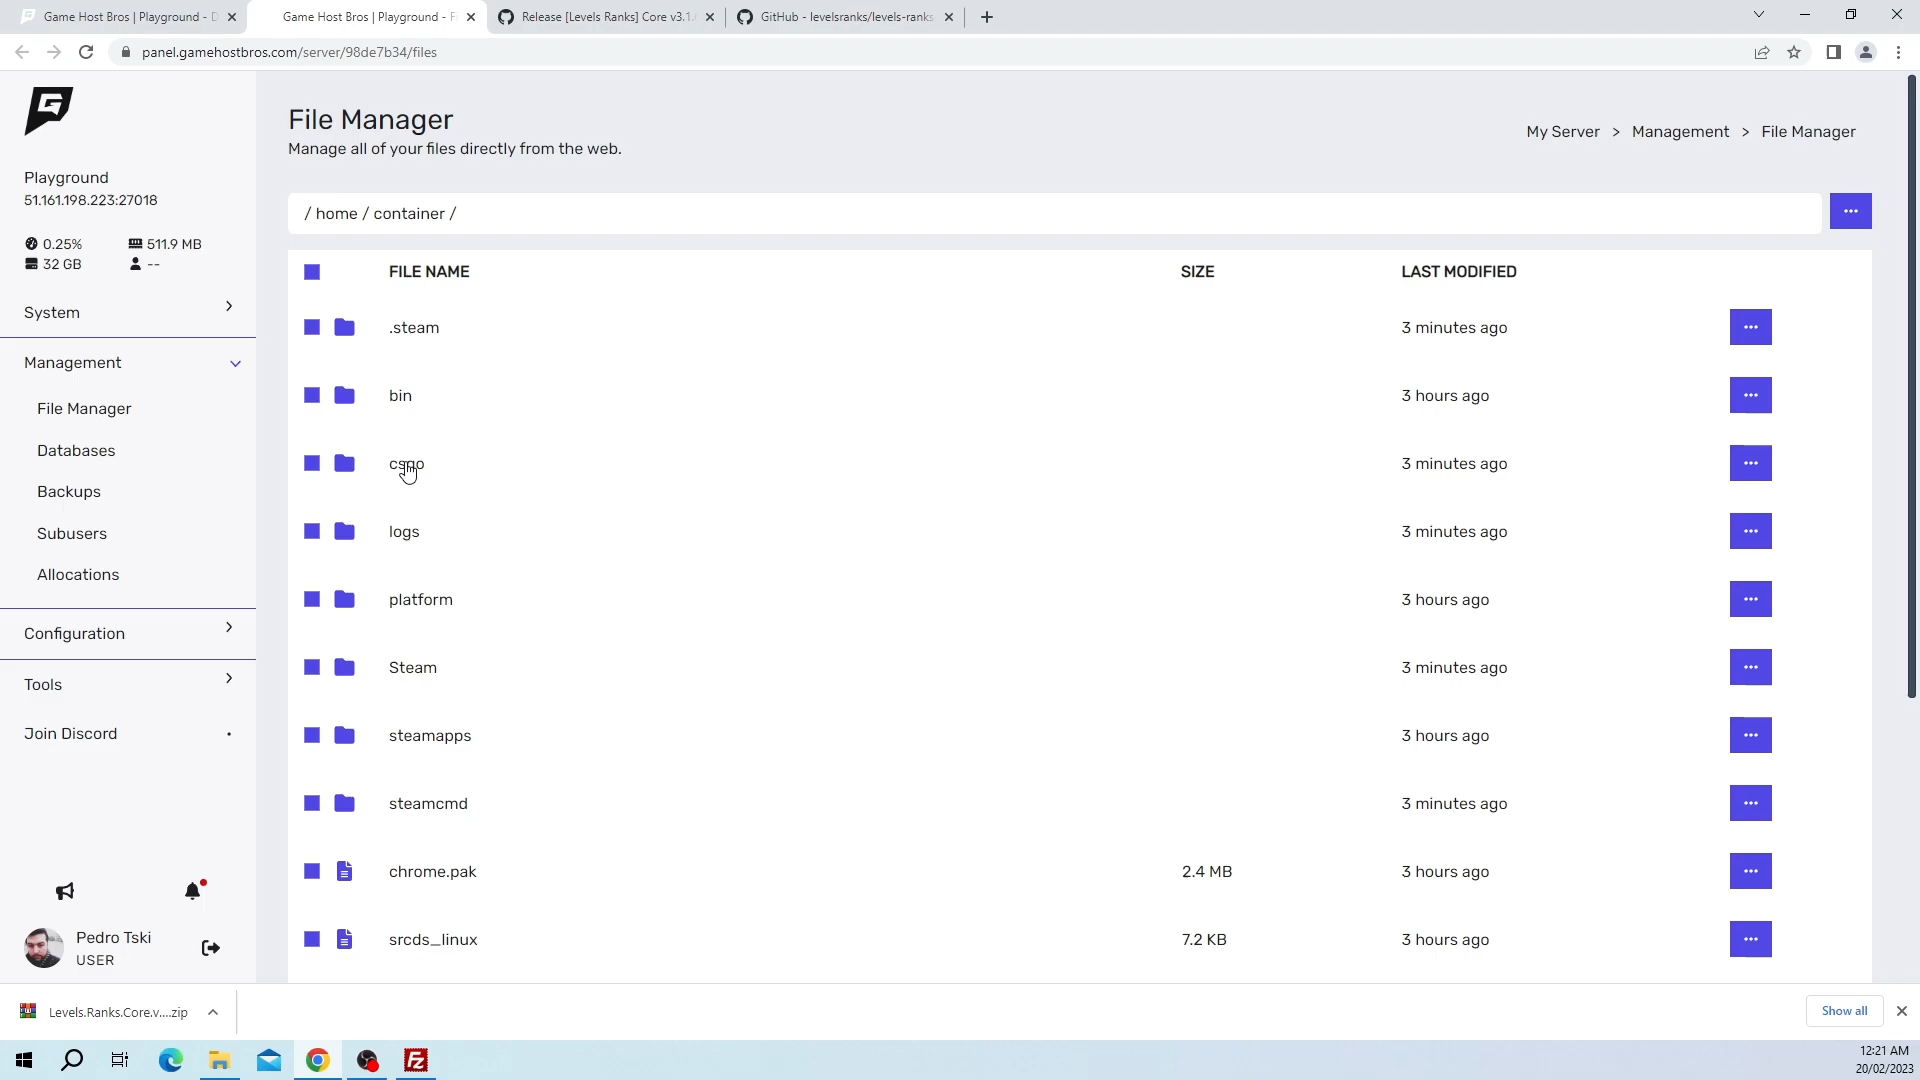 Game Host Bros | Playground - D
Game Host Bros | Playground - F
Release [Levels Ranks] Core v3.1.
GitHub - levelsranks/levels-ranks
panel.gamehostbros.com/server/98de7b34/files
Playground
51.161.198.223:27018
0.25%
511.9 MB
32 GB
--
System
Management
File Manager
Databases
Backups
Subusers
Allocations
Configuration
Tools
Join Discord
Pedro Tski
USER
File Manager
Manage all of your files directly from the web.
My Server > Management > File Manager
/ home / container /
FILE NAME SIZE LAST MODIFIED
.steam 3 minutes ago
bin 3 hours ago
csgo 3 minutes ago
logs 3 minutes ago
platform 3 hours ago
Steam 3 minutes ago
steamapps 3 hours ago
steamcmd 3 minutes ago
chrome.pak 2.4 MB 3 hours ago
srcds_linux 7.2 KB 3 hours ago
Levels.Ranks.Core.v....zip
Show all
12:21 AM
20/02/2023